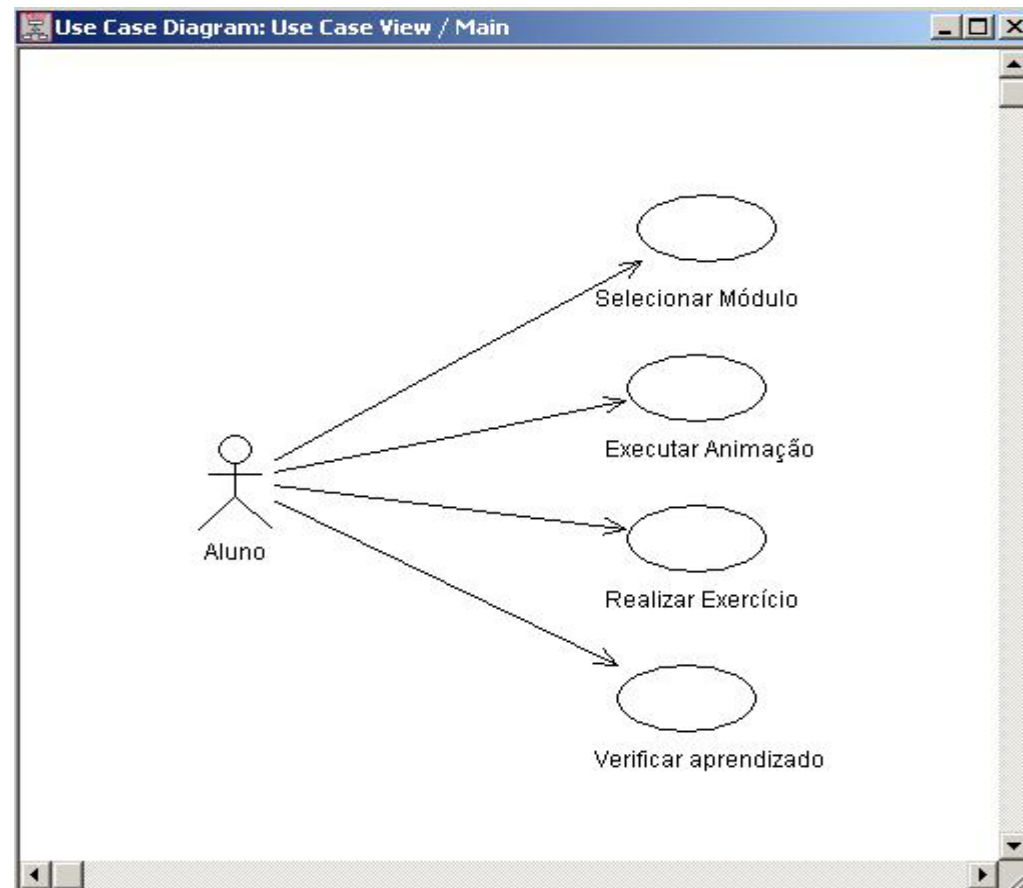 Use Case Diagram: Use Case View / Main
Selecionar Módulo
Executar Animação
Aluno
Realizar Exercício
Verificar aprendizado